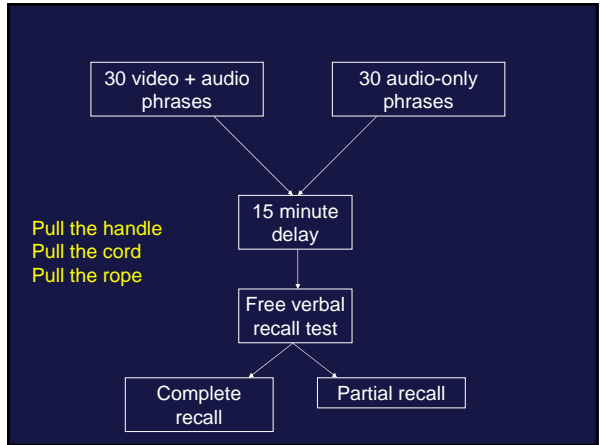 30 video + audio
phrases
30 audio-only
phrases
15 minute
delay
Pull the handle
Pull the cord
Pull the rope
Free verbal
recall test
Complete
recall
Partial recall